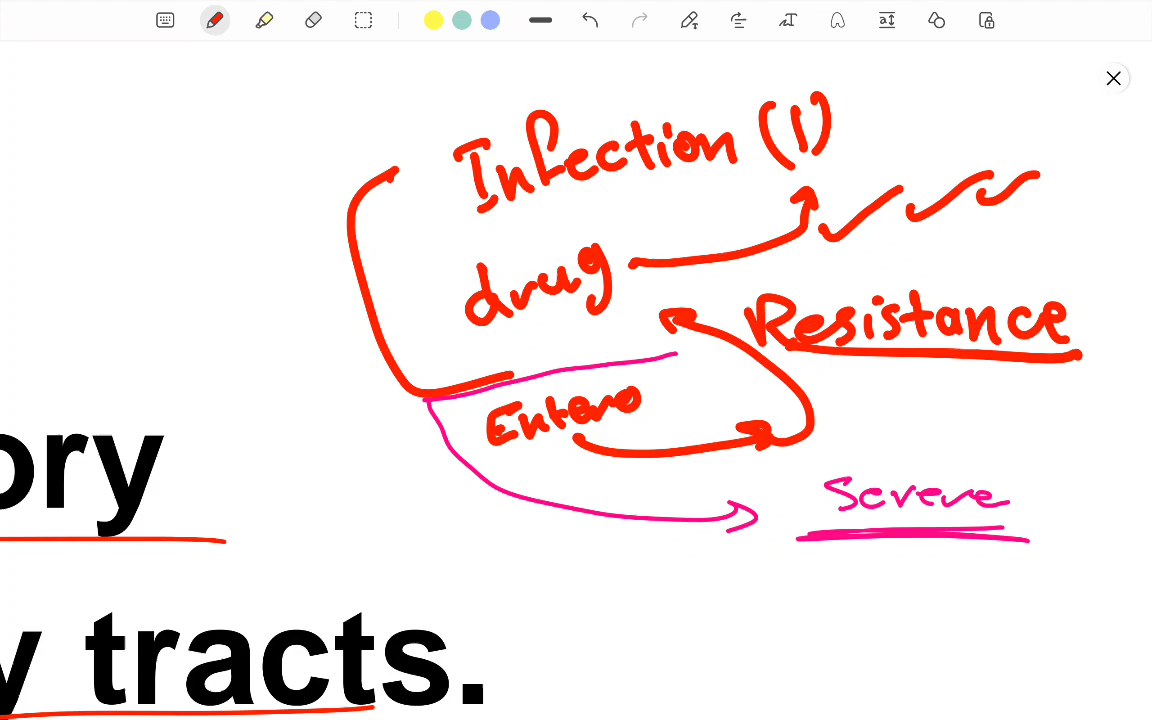 Infection (1)
drug
Resistance
Entero
ory
Severe
y tracts.